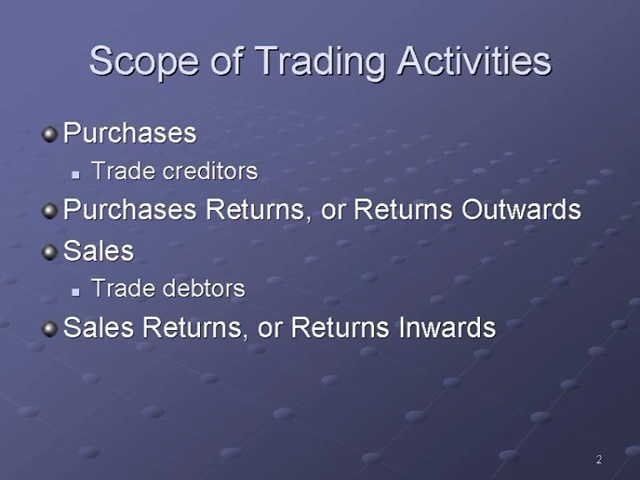 Scope of Trading Activities
Purchases
Trade creditors
Purchases Returns, or Returns Outwards
Sales
Trade debtors
Sales Returns, or Returns Inwards
2